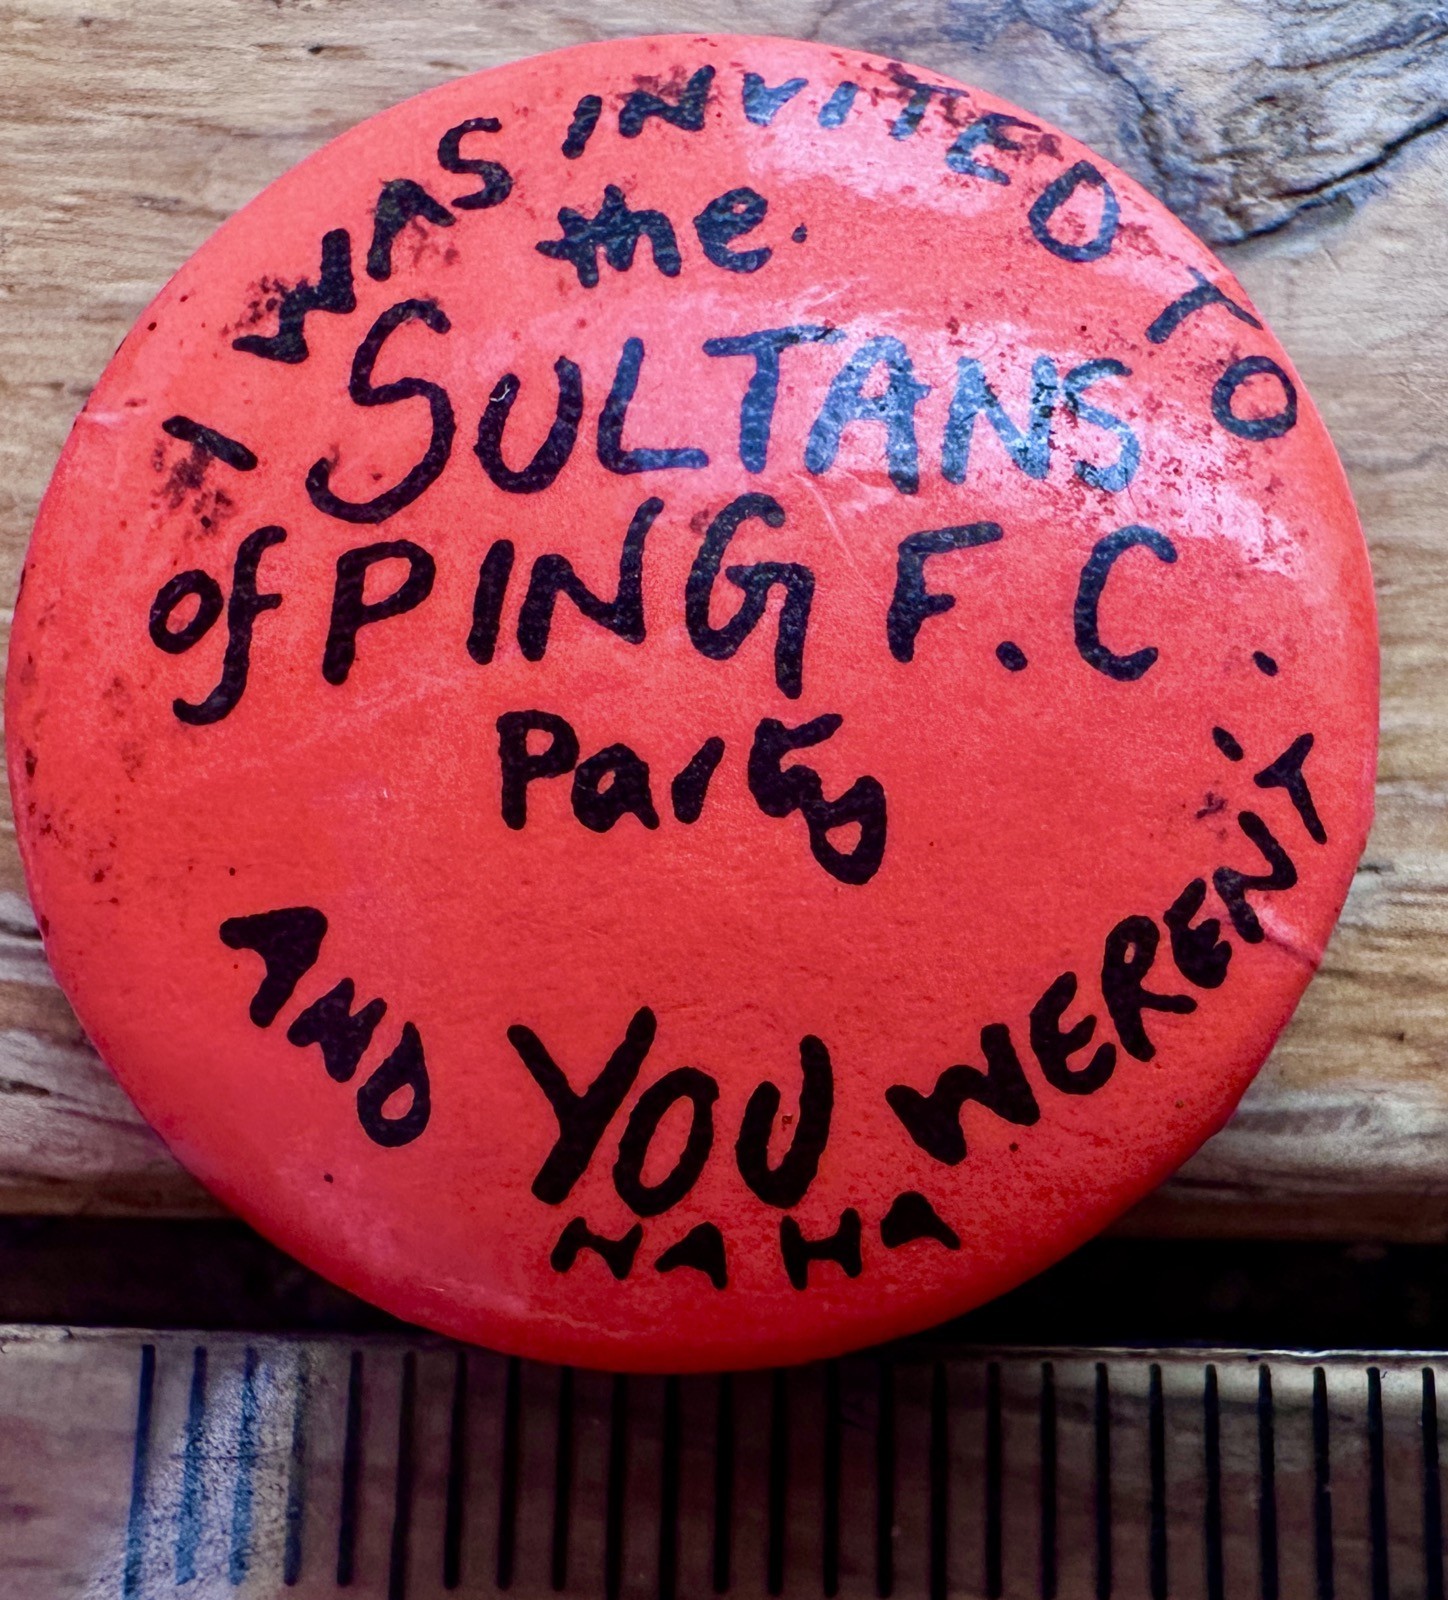 I WAS INVITED TO
the
SULTANS
of PING F.C.
Party
AND YOU WEREN'T
HAHA